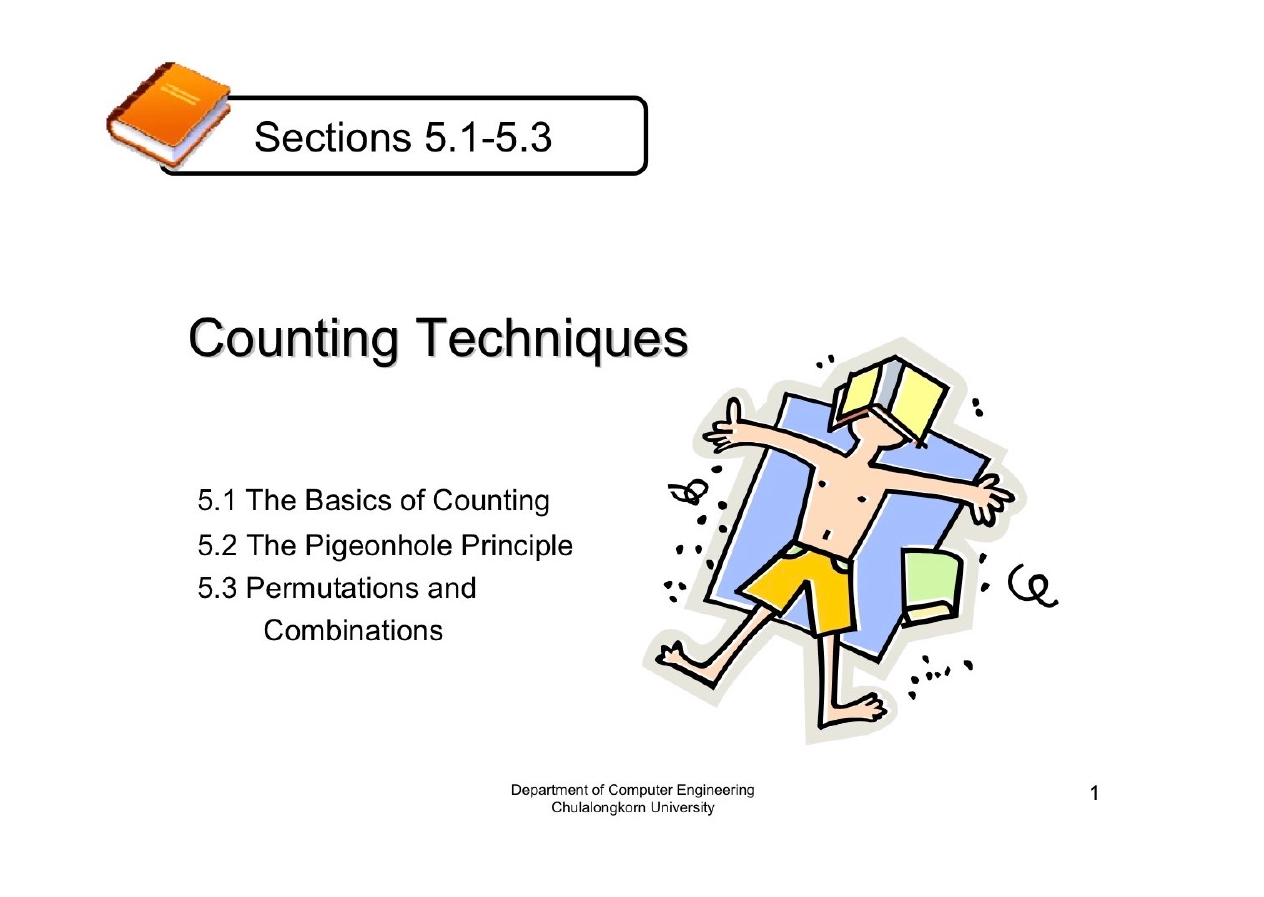 Sections 5.1-5.3
Counting Techniques
5.1 The Basics of Counting
5.2 The Pigeonhole Principle
5.3 Permutations and
Combinations
Department of Computer Engineering
Chulalongkorn University
1